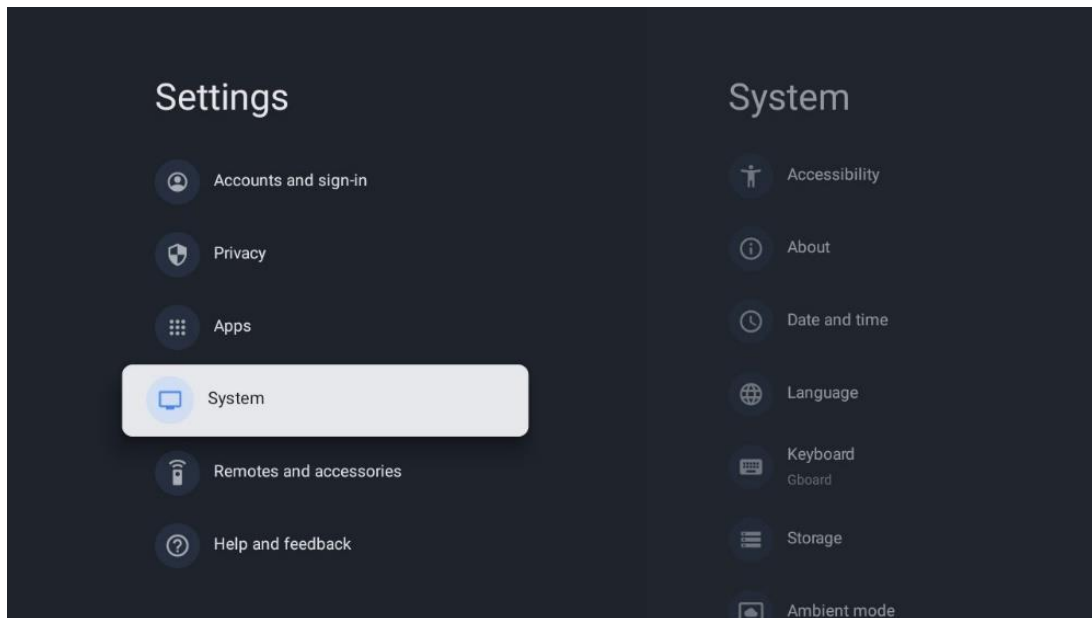 Settings
Accounts and sign-in
Privacy
Apps
System
Remotes and accessories
Help and feedback
System
Accessibility
About
Date and time
Language
Keyboard
Gboard
Storage
Ambient mode